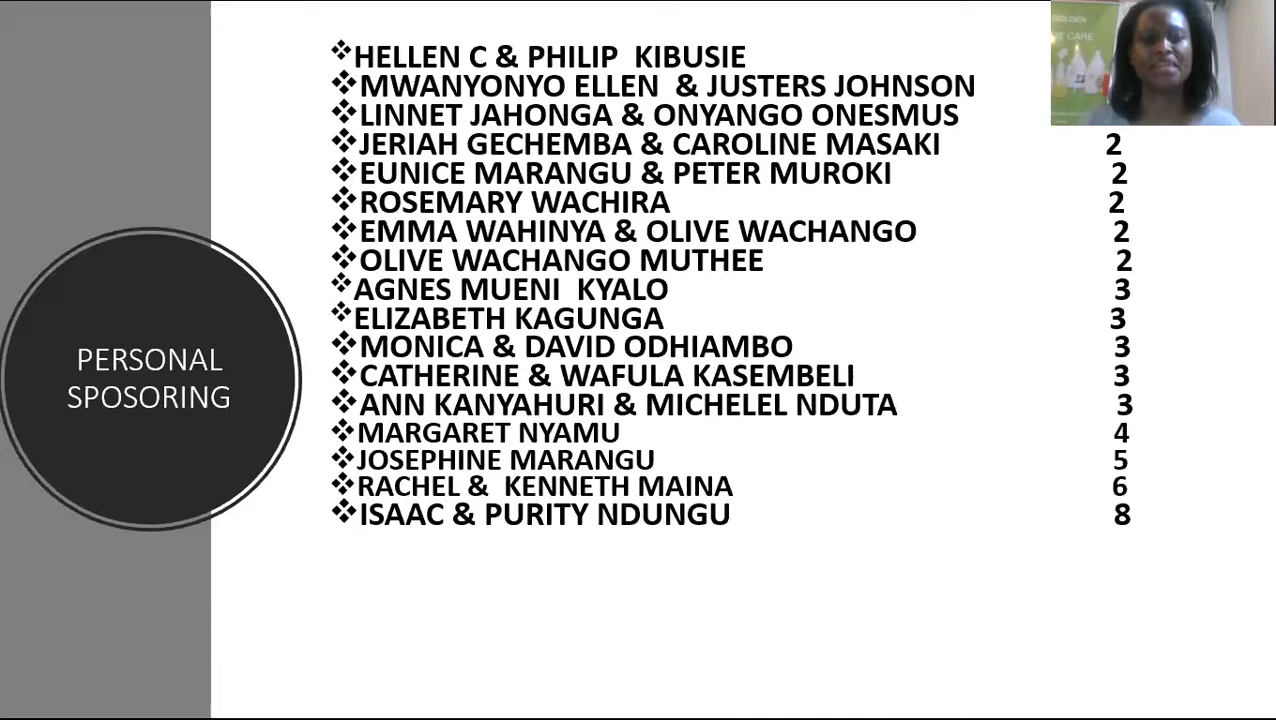 GOLDEN
CARE
HELLEN C & PHILIP KIBUSIE
MWANYONYO ELLEN & JUSTERS JOHNSON
LINNET JAHONGA & ONYANGO ONESMUS
JERIAH GECHEMBA & CAROLINE MASAKI 2
EUNICE MARANGU & PETER MUROKI 2
ROSEMARY WACHIRA 2
EMMA WAHINYA & OLIVE WACHANGO 2
OLIVE WACHANGO MUTHEE 2
AGNES MUENI KYALO 3
ELIZABETH KAGUNGA 3
MONICA & DAVID ODHIAMBO 3
CATHERINE & WAFULA KASEMBELI 3
ANN KANYAHURI & MICHELEL NDUTA 3
MARGARET NYAMU 4
JOSEPHINE MARANGU 5
RACHEL & KENNETH MAINA 6
ISAAC & PURITY NDUNGU 8
PERSONAL
SPOSORING